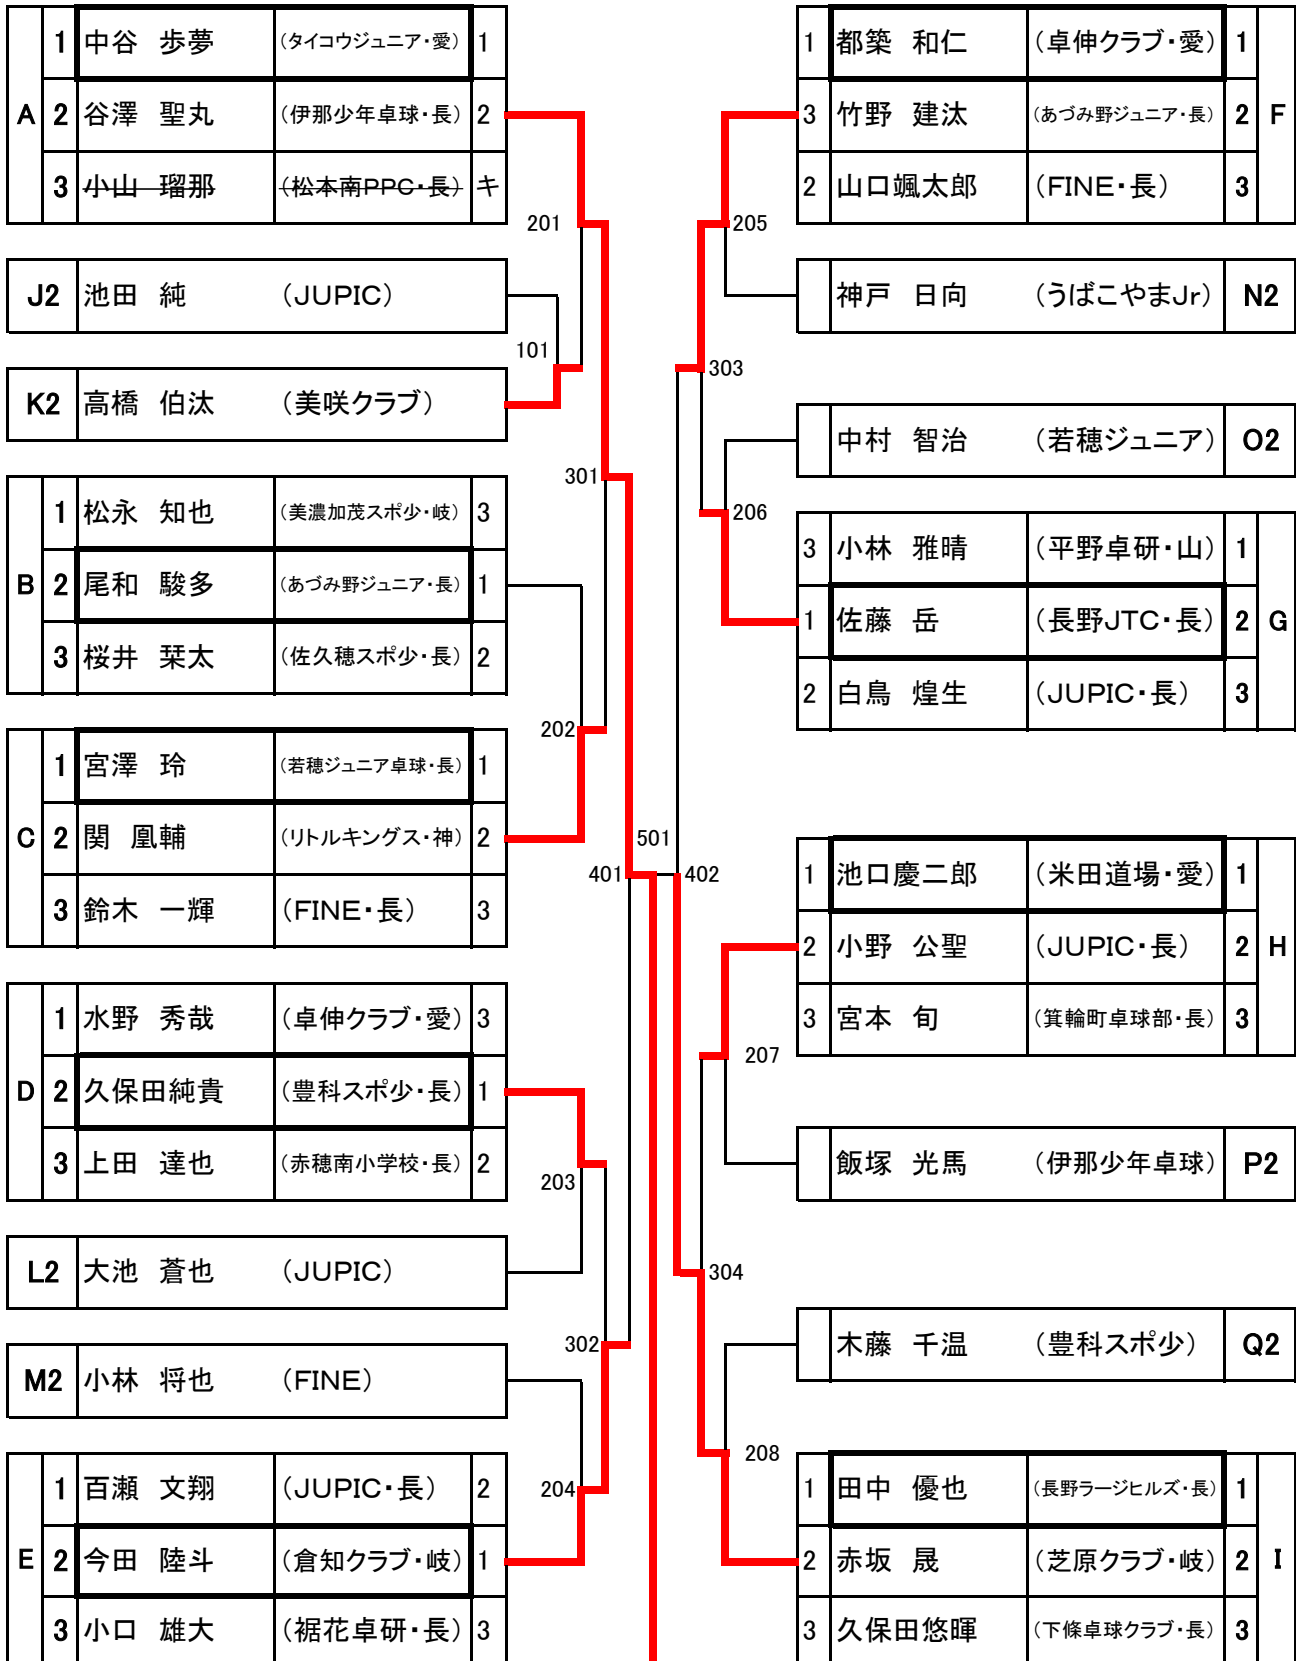 A 1 中谷 歩夢 (タイコウジュニア・愛) 1
2 谷澤 聖丸 (伊那少年卓球・長) 2
3 小山 瑠那 (松本南PPC・長) キ
201
J2 池田 純 (JUPIC)
101
K2 高橋 伯汰 (美咲クラブ)
301
B 1 松永 知也 (美濃加茂スポ少・岐) 3
2 尾和 駿多 (あづみ野ジュニア・長) 1
3 桜井 栞太 (佐久穂スポ少・長) 2
202
C 1 宮澤 玲 (若穂ジュニア卓球・長) 1
2 関 凰輔 (リトルキングス・神) 2
3 鈴木 一輝 (FINE・長) 3
501
401
402
D 1 水野 秀哉 (卓伸クラブ・愛) 3
2 久保田純貴 (豊科スポ少・長) 1
3 上田 達也 (赤穂南小学校・長) 2
203
L2 大池 蒼也 (JUPIC)
302
M2 小林 将也 (FINE)
204
E 1 百瀬 文翔 (JUPIC・長) 2
2 今田 陸斗 (倉知クラブ・岐) 1
3 小口 雄大 (裾花卓研・長) 3
1 都築 和仁 (卓伸クラブ・愛) 1 F
3 竹野 建汰 (あづみ野ジュニア・長) 2
2 山口颯太郎 (FINE・長) 3
205
神戸 日向 (うばこやまJr) N2
303
中村 智治 (若穂ジュニア) O2
206
3 小林 雅晴 (平野卓研・山) 1 G
1 佐藤 岳 (長野JTC・長) 2
2 白鳥 煌生 (JUPIC・長) 3
1 池口慶二郎 (米田道場・愛) 1 H
2 小野 公聖 (JUPIC・長) 2
3 宮本 旬 (箕輪町卓球部・長) 3
207
飯塚 光馬 (伊那少年卓球) P2
304
木藤 千温 (豊科スポ少) Q2
208
1 田中 優也 (長野ラージヒルズ・長) 1 I
2 赤坂 晟 (芝原クラブ・岐) 2
3 久保田悠暉 (下條卓球クラブ・長) 3